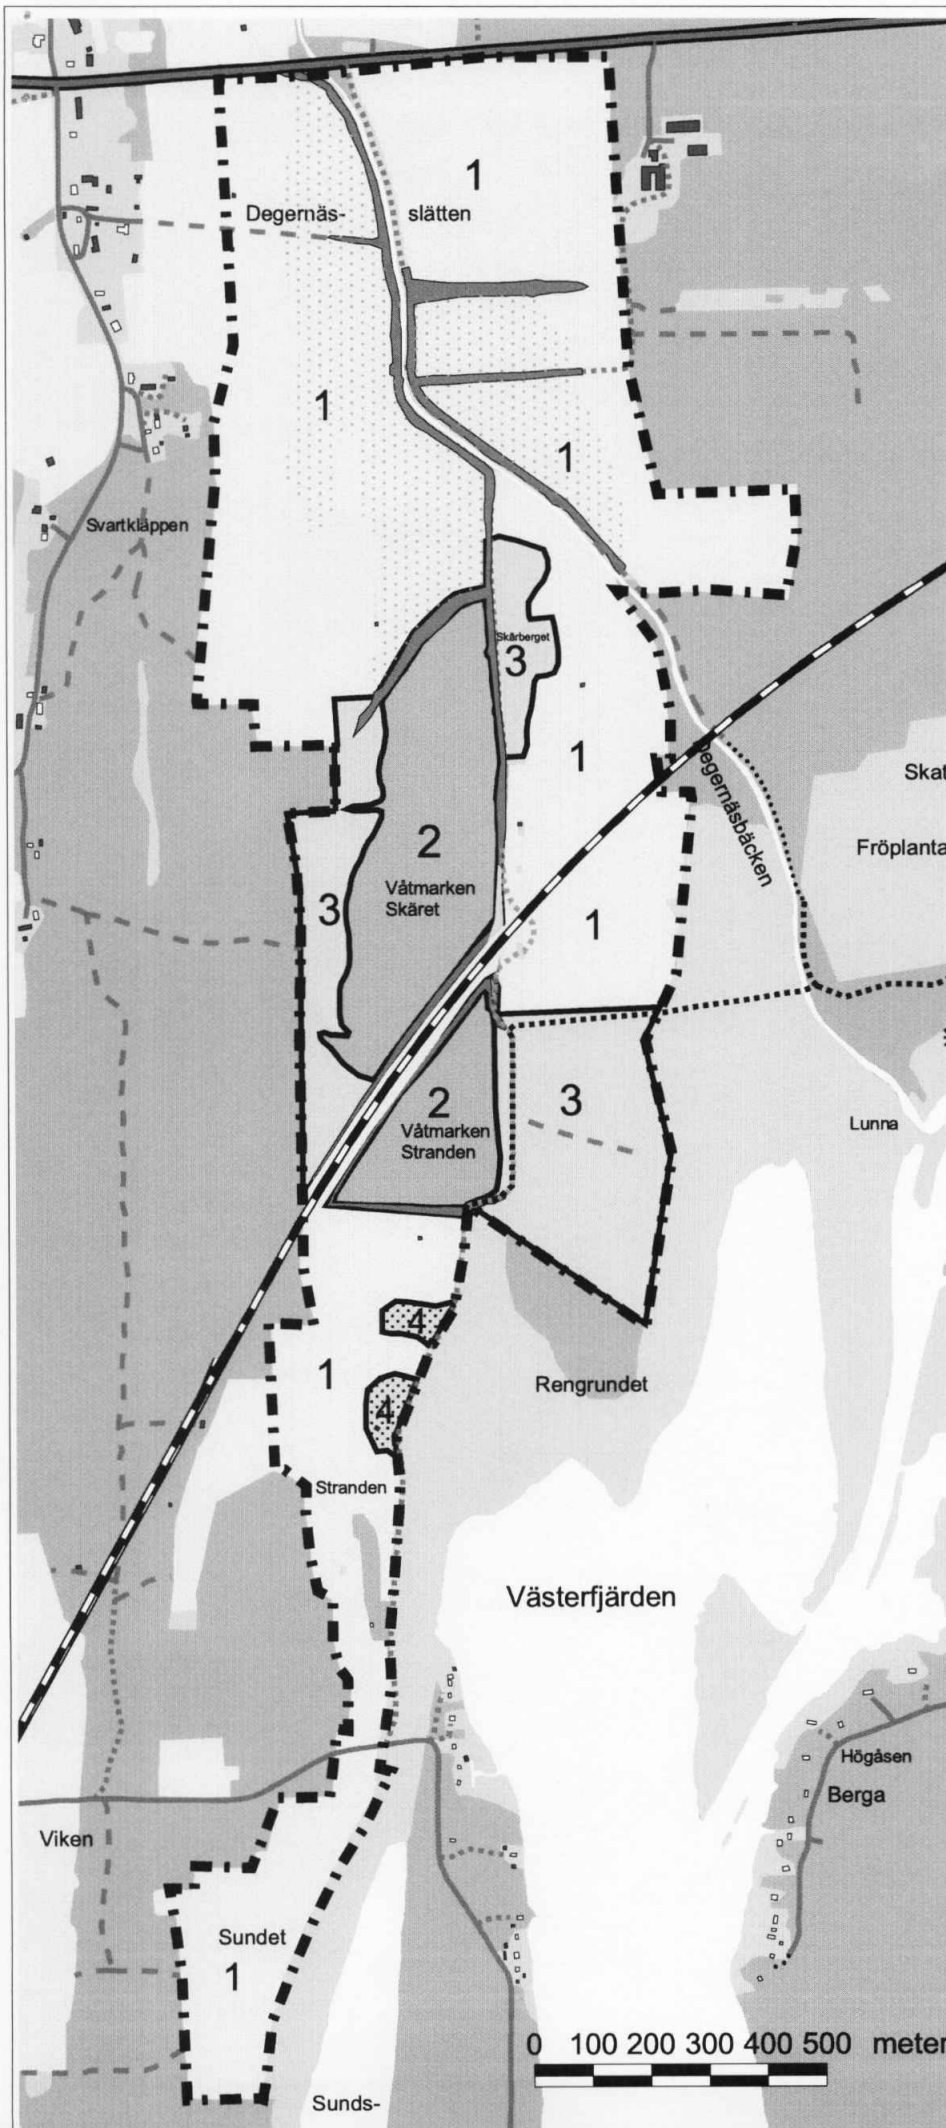 1
Degernäs-
slätten
1
1
Svartkläppen
Skärberget
3
1
Degernäsbäcken
Skat
2
Fröplanta
Våtmarken
Skäret
3
1
2
3
Våtmarken
Stranden
Lunna
4
1
Rengrundet
4
Stranden
Västerfjärden
Högåsen
Berga
Viken
Sundet
1
0 100 200 300 400 500 meter
Sunds-